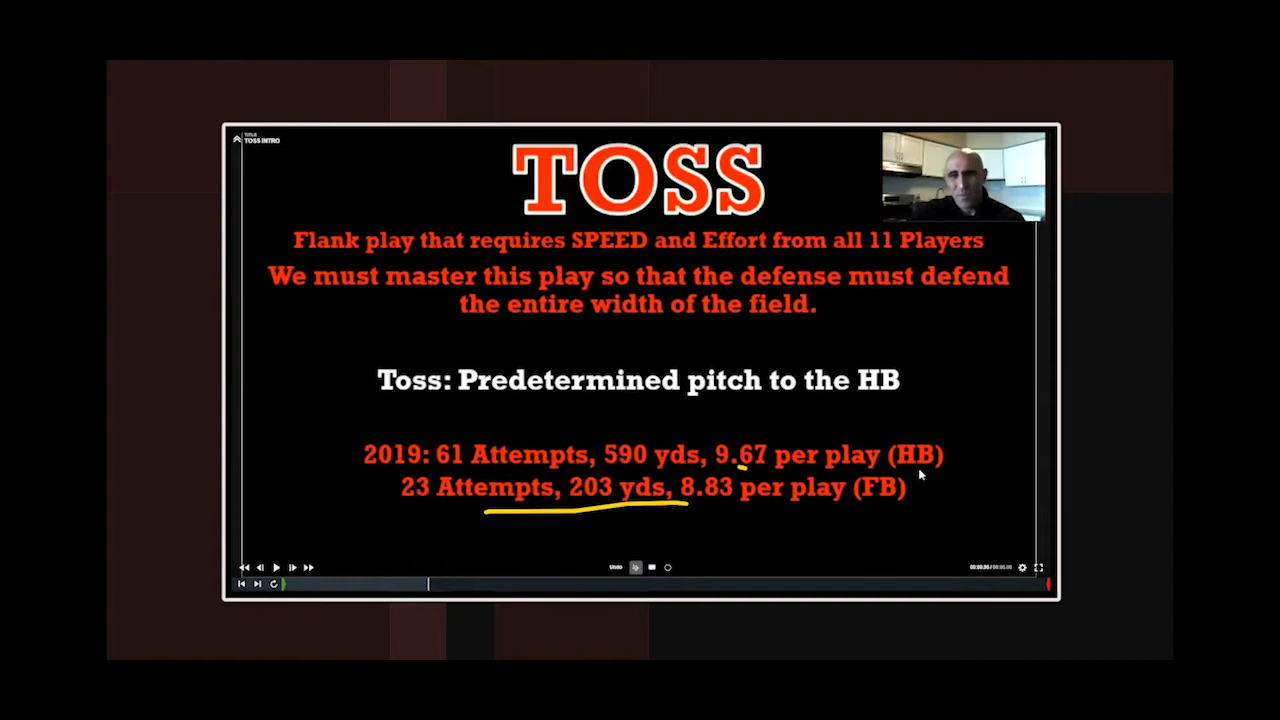 TITLE
TOSS INTRO
TOSS
Flank play that requires SPEED and Effort from all 11 Players
We must master this play so that the defense must defend
the entire width of the field.
Toss: Predetermined pitch to the HB
2019: 61 Attempts, 590 yds, 9.67 per play (HB)
23 Attempts, 203 yds, 8.83 per play (FB)
Undo